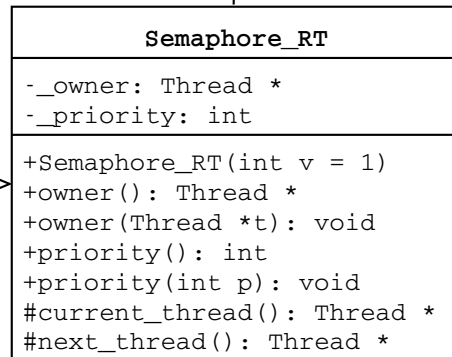 Semaphore_RT
-_owner: Thread *
-_priority: int
+Semaphore_RT(int v = 1)
+owner(): Thread *
+owner(Thread *t): void
+priority(): int
+priority(int p): void
#current_thread(): Thread *
#next_thread(): Thread *